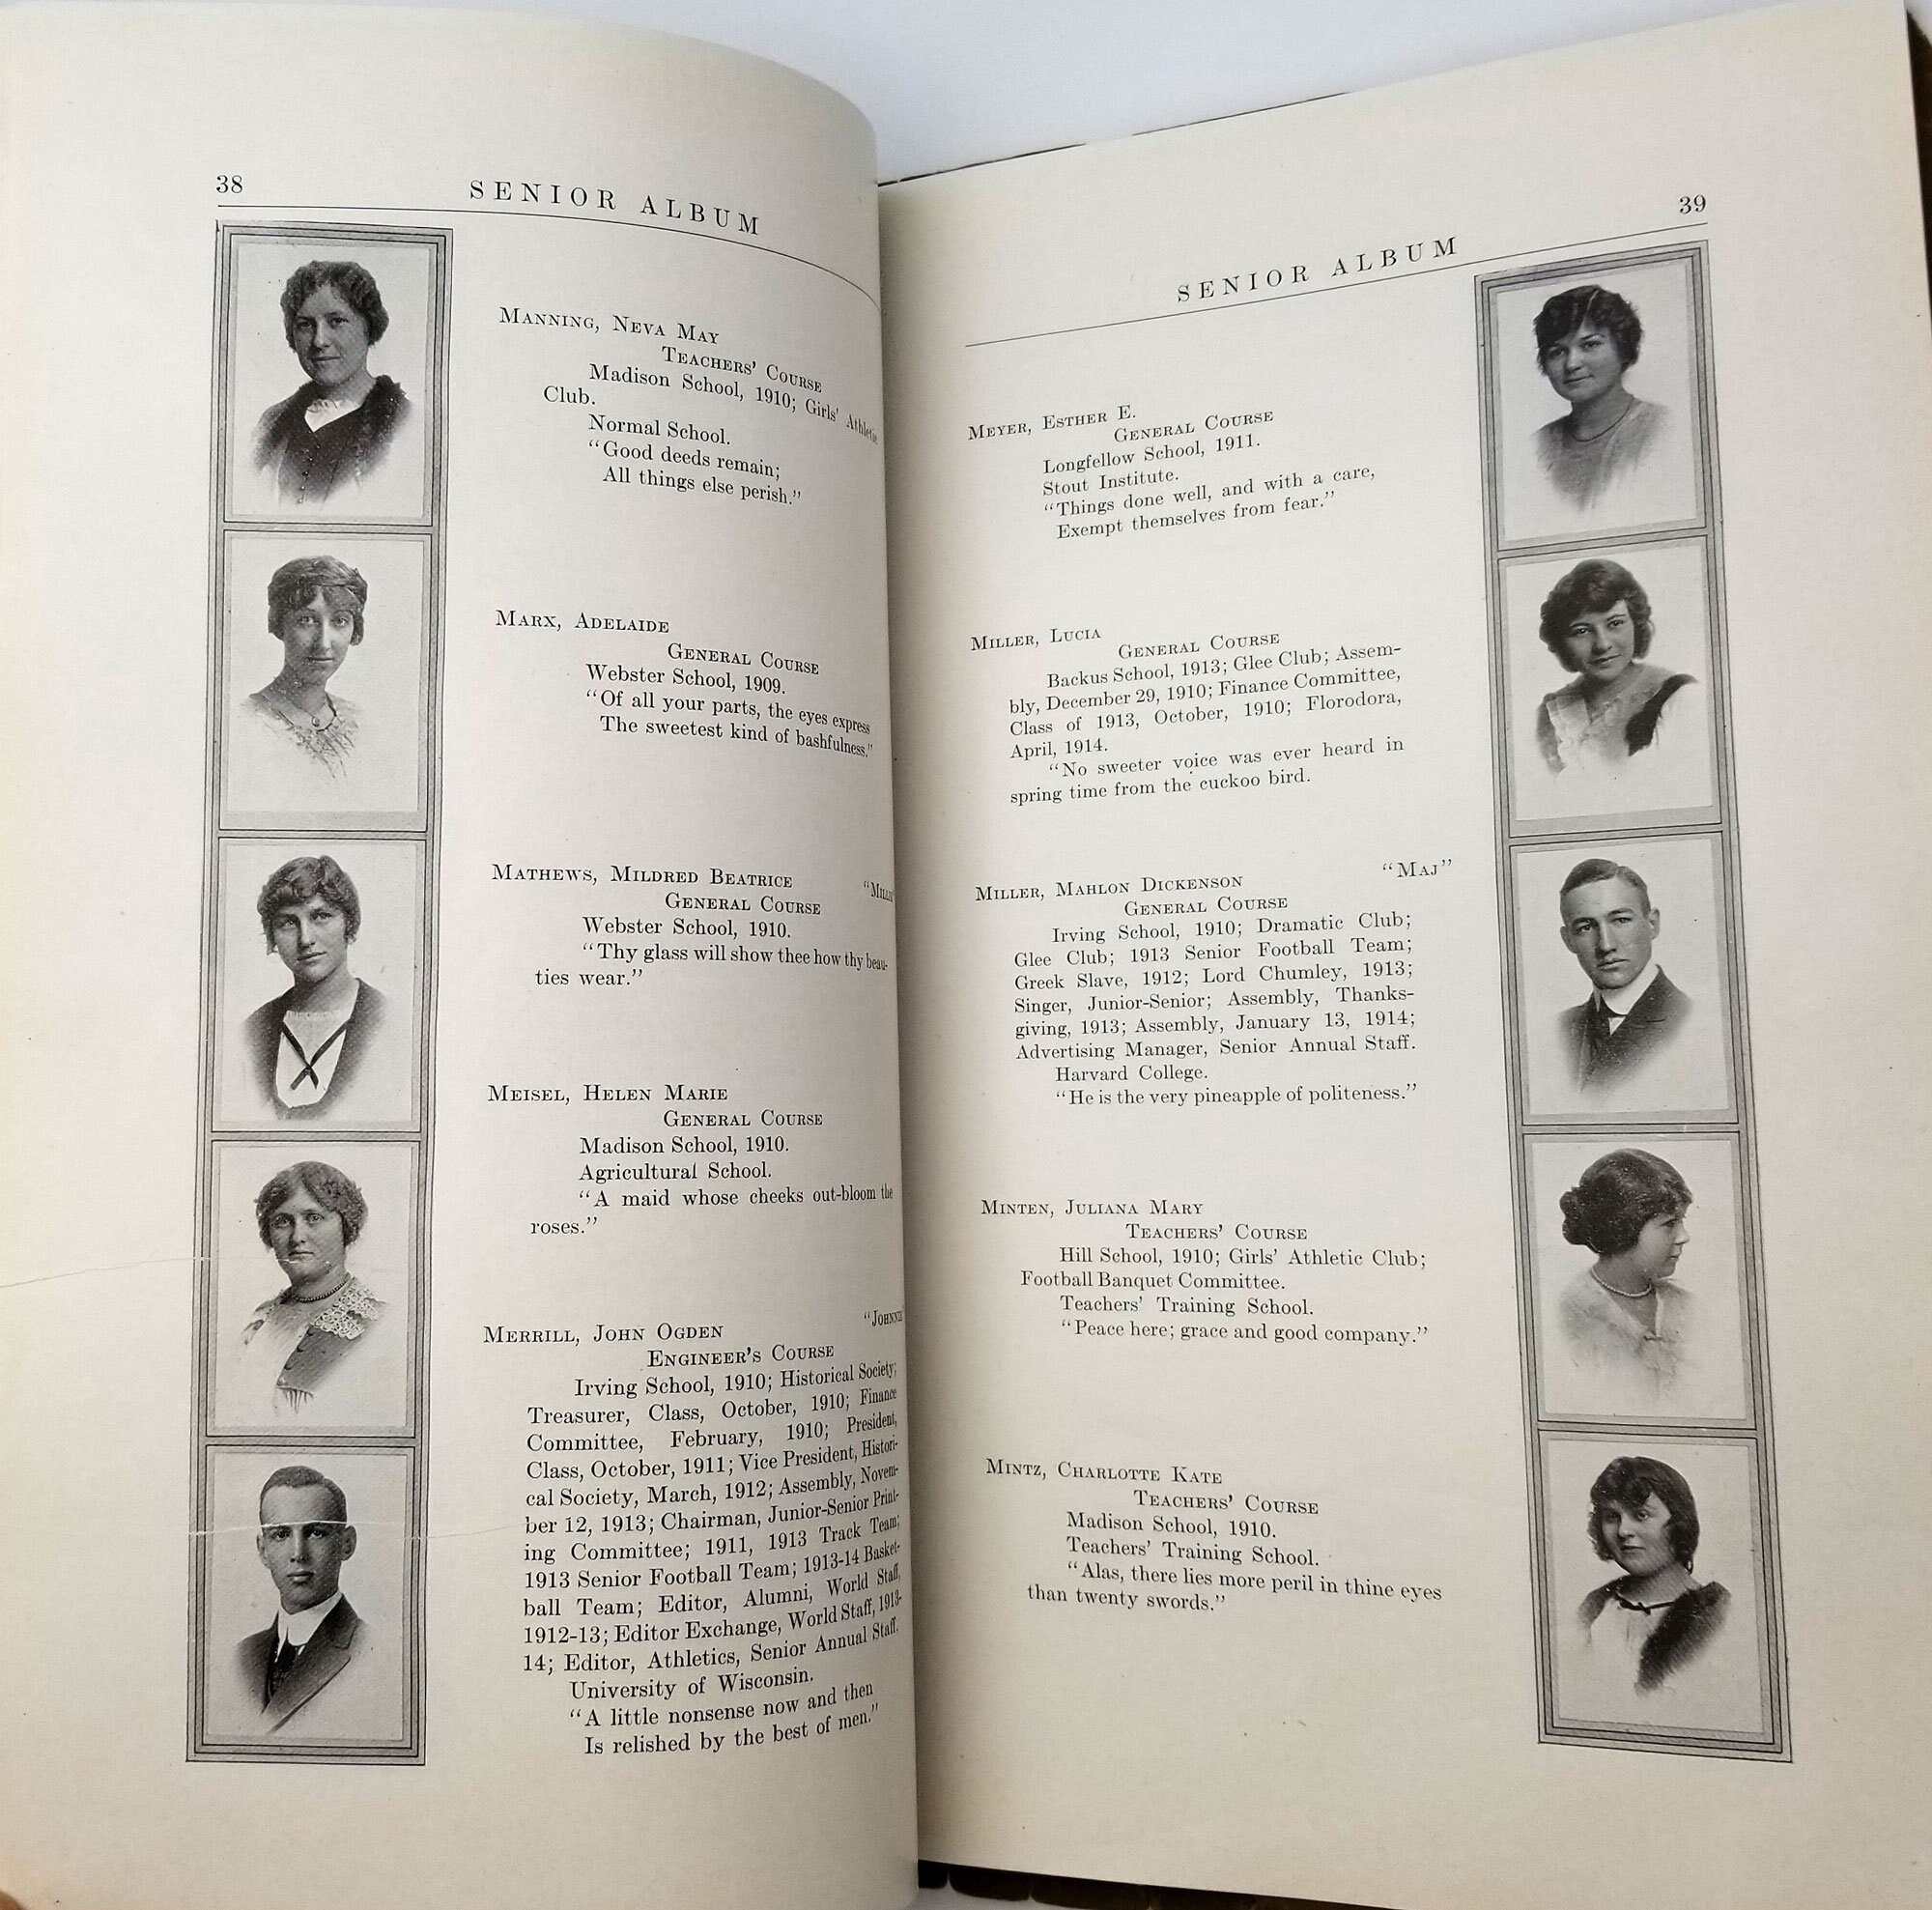 38
SENIOR ALBUM
MANNING, NEVA MAY
TEACHERS' COURSE
Madison School, 1910; Girls' Athletic
Club.
Normal School.
“Good deeds remain;
All things else perish.”
MARX, ADELAIDE
GENERAL COURSE
Webster School, 1909.
“Of all your parts, the eyes express
The sweetest kind of bashfulness.”
MATHEWS, MILDRED BEATRICE
GENERAL COURSE
Webster School, 1910.
“Thy glass will show thee how thy beau-
ties wear.”
MEISEL, HELEN MARIE
GENERAL COURSE
Madison School, 1910.
Agricultural School.
“A maid whose cheeks out-bloom the
roses.”
MERRILL, JOHN OGDEN
ENGINEER'S COURSE
Irving School, 1910; Historical Society;
Treasurer, Class, October, 1910; Finance
Committee, February, 1910; President,
Class, October, 1911; Vice President, Histori-
cal Society, March, 1912; Assembly, Novem-
ber 12, 1913; Chairman, Junior-Senior Print-
ing Committee; 1911, 1913 Track Team;
1913 Senior Football Team; 1913-14 Basket-
ball Team; Editor, Alumni, World Staff,
1912-13; Editor Exchange, World Staff, 1913-
14; Editor, Athletics, Senior Annual Staff.
University of Wisconsin.
“A little nonsense now and then
Is relished by the best of men.”
39
SENIOR ALBUM
MEYER, ESTHER E.
GENERAL COURSE
Longfellow School, 1911.
Stout Institute.
“Things done well, and with a care,
Exempt themselves from fear.”
MILLER, LUCIA
GENERAL COURSE
Backus School, 1913; Glee Club; Assem-
bly, December 29, 1910; Finance Committee,
Class of 1913, October, 1910; Florodora,
April, 1914.
“No sweeter voice was ever heard in
spring time from the cuckoo bird.
MILLER, MAHLON DICKENSON “MAJ”
GENERAL COURSE
Irving School, 1910; Dramatic Club;
Glee Club; 1913 Senior Football Team;
Greek Slave, 1912; Lord Chumley, 1913;
Singer, Junior-Senior; Assembly, Thanks-
giving, 1913; Assembly, January 13, 1914;
Advertising Manager, Senior Annual Staff.
Harvard College.
“He is the very pineapple of politeness.”
MINTEN, JULIANA MARY
TEACHERS' COURSE
Hill School, 1910; Girls' Athletic Club;
Football Banquet Committee.
Teachers' Training School.
“Peace here; grace and good company.”
MINTZ, CHARLOTTE KATE
TEACHERS' COURSE
Madison School, 1910.
Teachers' Training School.
“Alas, there lies more peril in thine eyes
than twenty swords.”